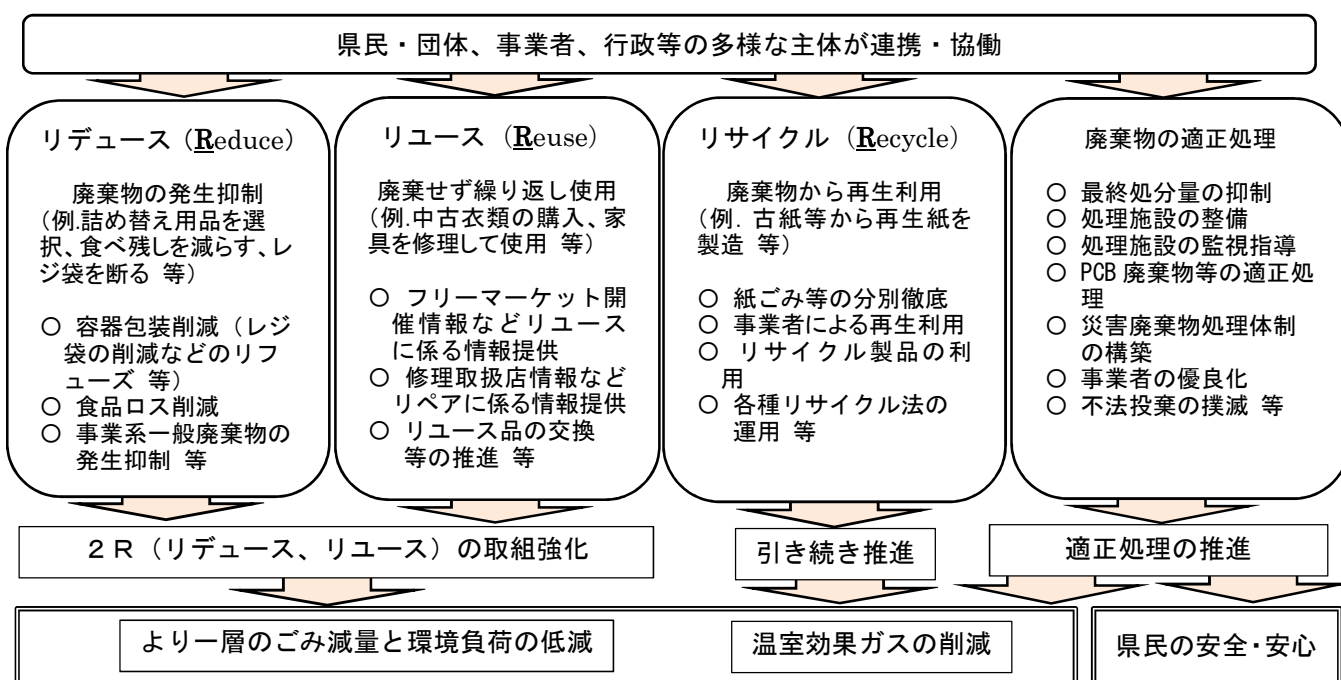 県民・団体、事業者、行政等の多様な主体が連携・協働
リデュース（Reduce）
廃棄物の発生抑制
（例.詰め替え用品を選
択、食べ残しを減らす、レ
ジ袋を断る 等）
○ 容器包装削減（レジ
袋の削減などのリフ
ューズ 等）
○ 食品ロス削減
○ 事業系一般廃棄物の
発生抑制 等
リユース（Reuse）
廃棄せず繰り返し使用
（例.中古衣類の購入、家
具を修理して使用 等）
○ フリーマーケット開
催情報などリユース
に係る情報提供
○ 修理取扱店情報など
リペアに係る情報提供
○ リユース品の交換
等の推進 等
リサイクル（Recycle）
廃棄物から再生利用
（例. 古紙等から再生紙を
製造 等）
○ 紙ごみ等の分別徹底
○ 事業者による再生利用
○ リサイクル製品の利
用
○ 各種リサイクル法の
運用 等
廃棄物の適正処理
○ 最終処分量の抑制
○ 処理施設の整備
○ 処理施設の監視指導
○ PCB 廃棄物等の適正処
理
○ 災害廃棄物処理体制
の構築
○ 事業者の優良化
○ 不法投棄の撲滅 等
２Ｒ（リデュース、リユース）の取組強化
引き続き推進
適正処理の推進
より一層のごみ減量と環境負荷の低減
温室効果ガスの削減
県民の安全・安心